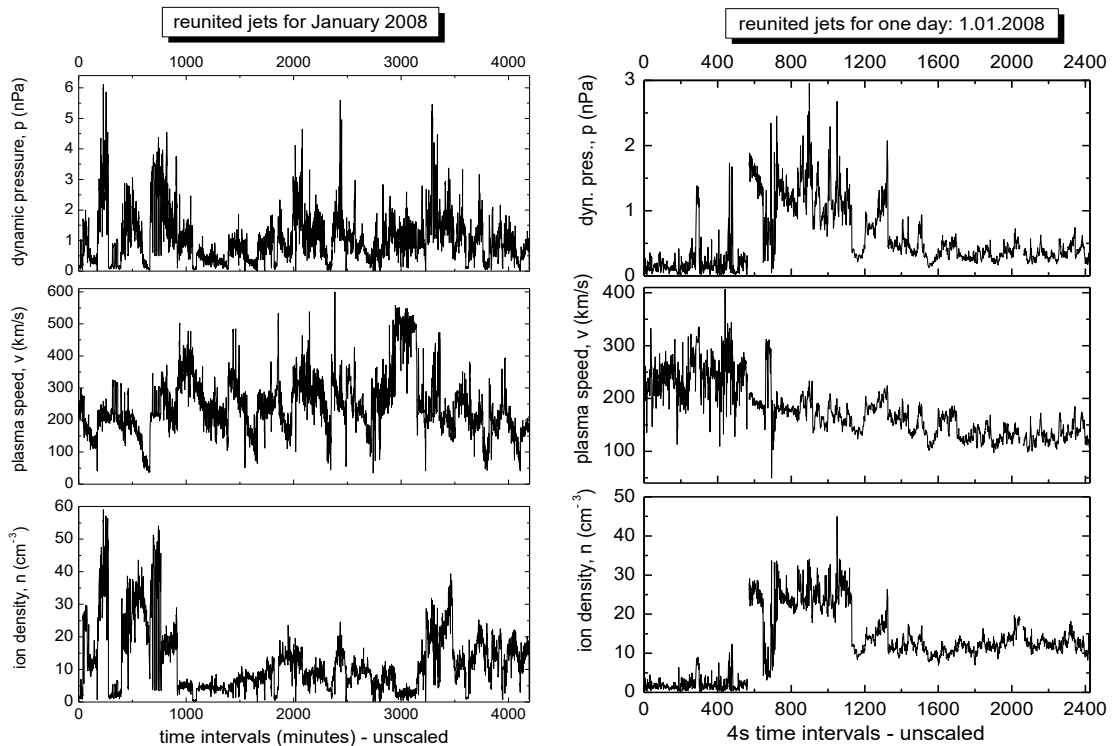 reunited jets for January 2008
0 1000 2000 3000 4000
dynamic pressure, p (nPa)
6
5
4
3
2
1
0
plasma speed, v (km/s)
600
500
400
300
200
100
0
ion density, n (cm⁻³)
60
50
40
30
20
10
0
0 1000 2000 3000 4000
time intervals (minutes) - unscaled
reunited jets for one day: 1.01.2008
0 400 800 1200 1600 2000 2400
dyn. pres., p (nPa)
3
2
1
0
plasma speed, v (km/s)
400
300
200
100
ion density, n (cm⁻³)
50
40
30
20
10
0
0 400 800 1200 1600 2000 2400
4s time intervals - unscaled